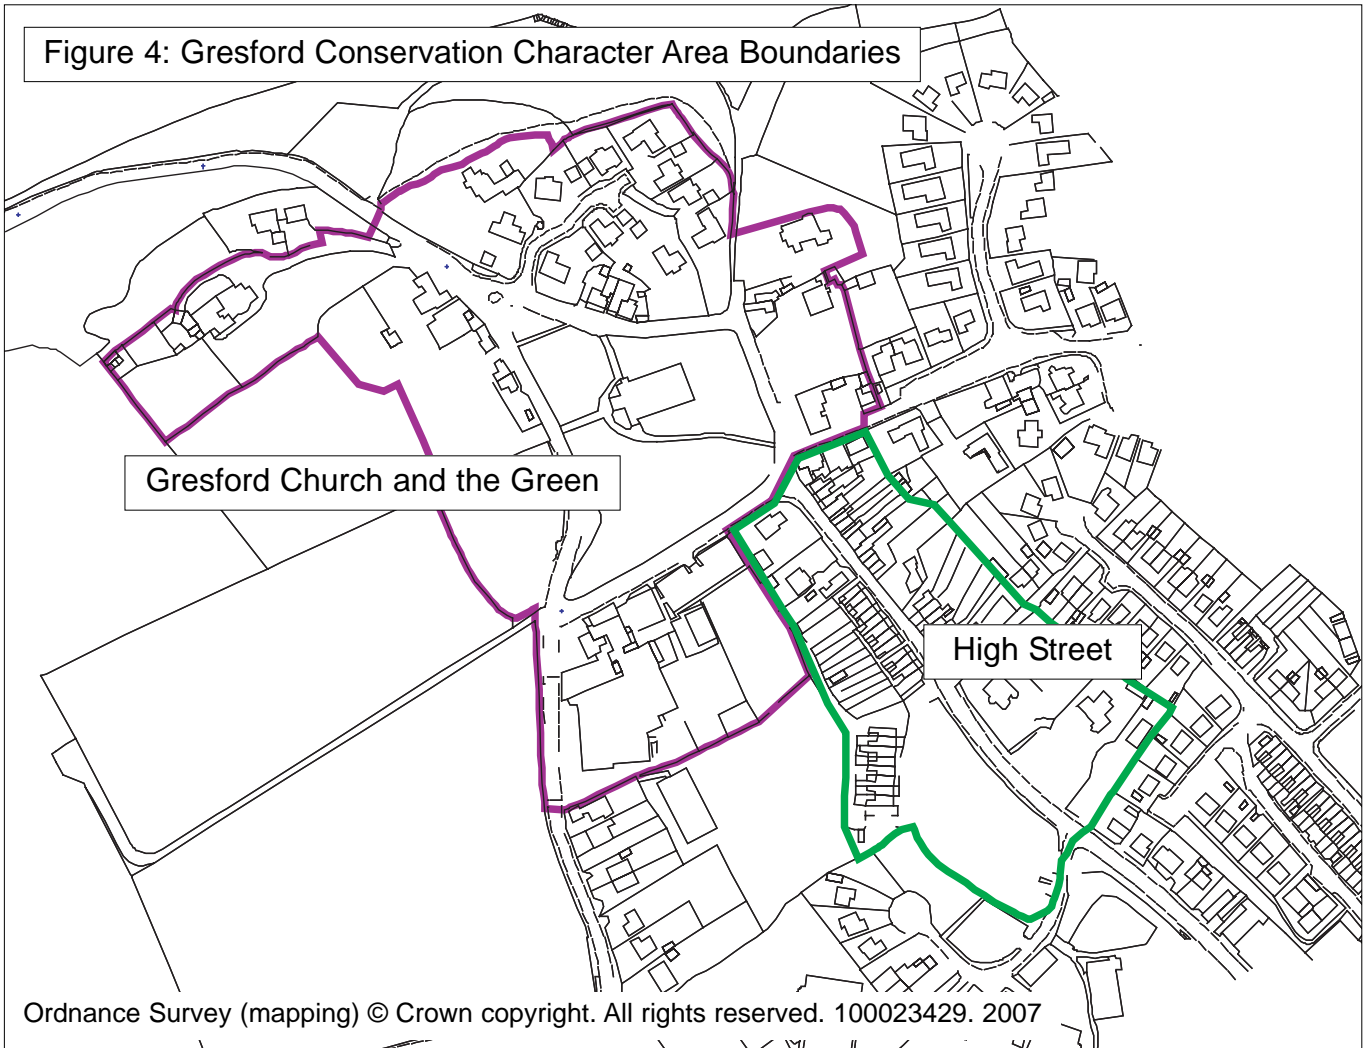 Figure 4: Gresford Conservation Character Area Boundaries
Gresford Church and the Green
High Street
Ordnance Survey (mapping) © Crown copyright. All rights reserved. 100023429. 2007